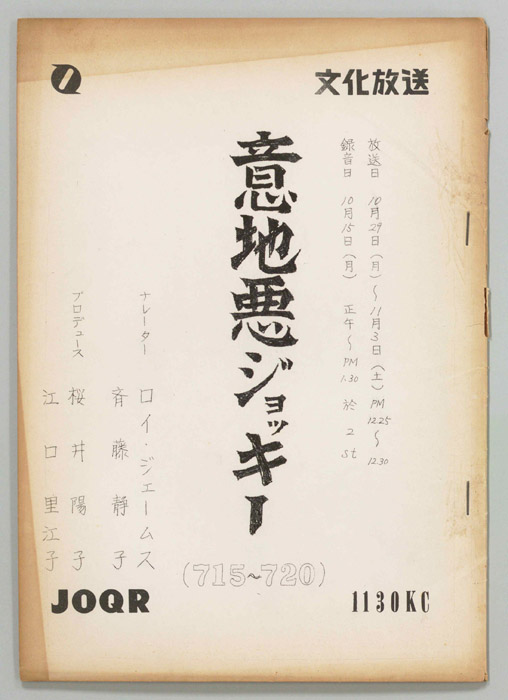 文化放送
放送日 10月29日(月)〜11月3日(土) PM 12.25〜12.30
録音日 10月15日(月) 正午〜PM 1.30 於 2 st
意地悪ジョッキー
(715~720)
ナレーター ロイ・ジェームス
斉藤静子
プロデュース 桜井陽子
江口里江子
JOQR
1130KC